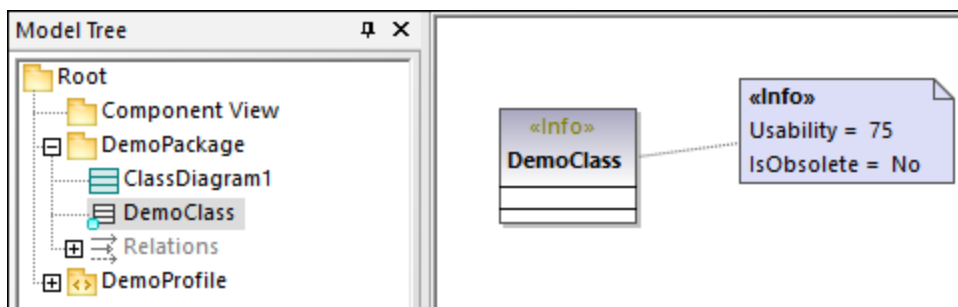 Model Tree
Root
Component View
DemoPackage
ClassDiagram1
DemoClass
Relations
DemoProfile
«Info»
DemoClass
«Info»
Usability = 75
IsObsolete = No